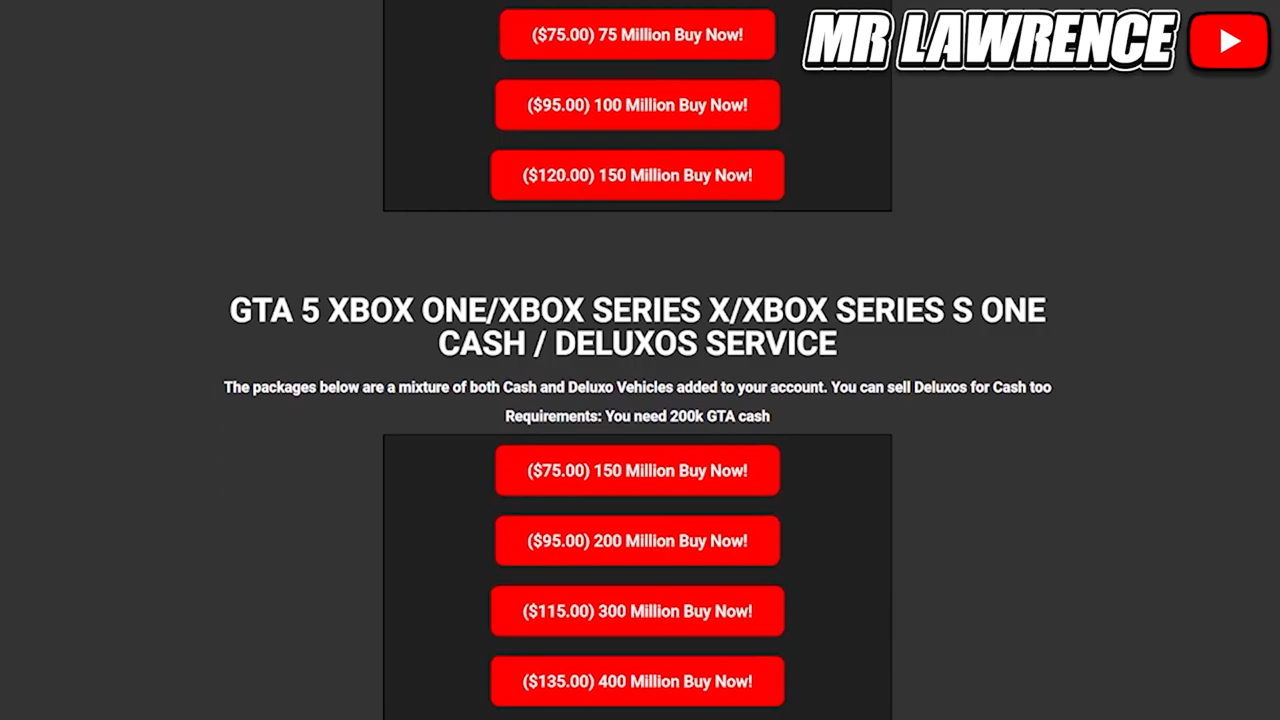 MR LAWRENCE
($75.00) 75 Million Buy Now!
($95.00) 100 Million Buy Now!
($120.00) 150 Million Buy Now!
GTA 5 XBOX ONE/XBOX SERIES X/XBOX SERIES S ONE
CASH / DELUXOS SERVICE
The packages below are a mixture of both Cash and Deluxo Vehicles added to your account. You can sell Deluxos for Cash too
Requirements: You need 200k GTA cash
($75.00) 150 Million Buy Now!
($95.00) 200 Million Buy Now!
($115.00) 300 Million Buy Now!
($135.00) 400 Million Buy Now!